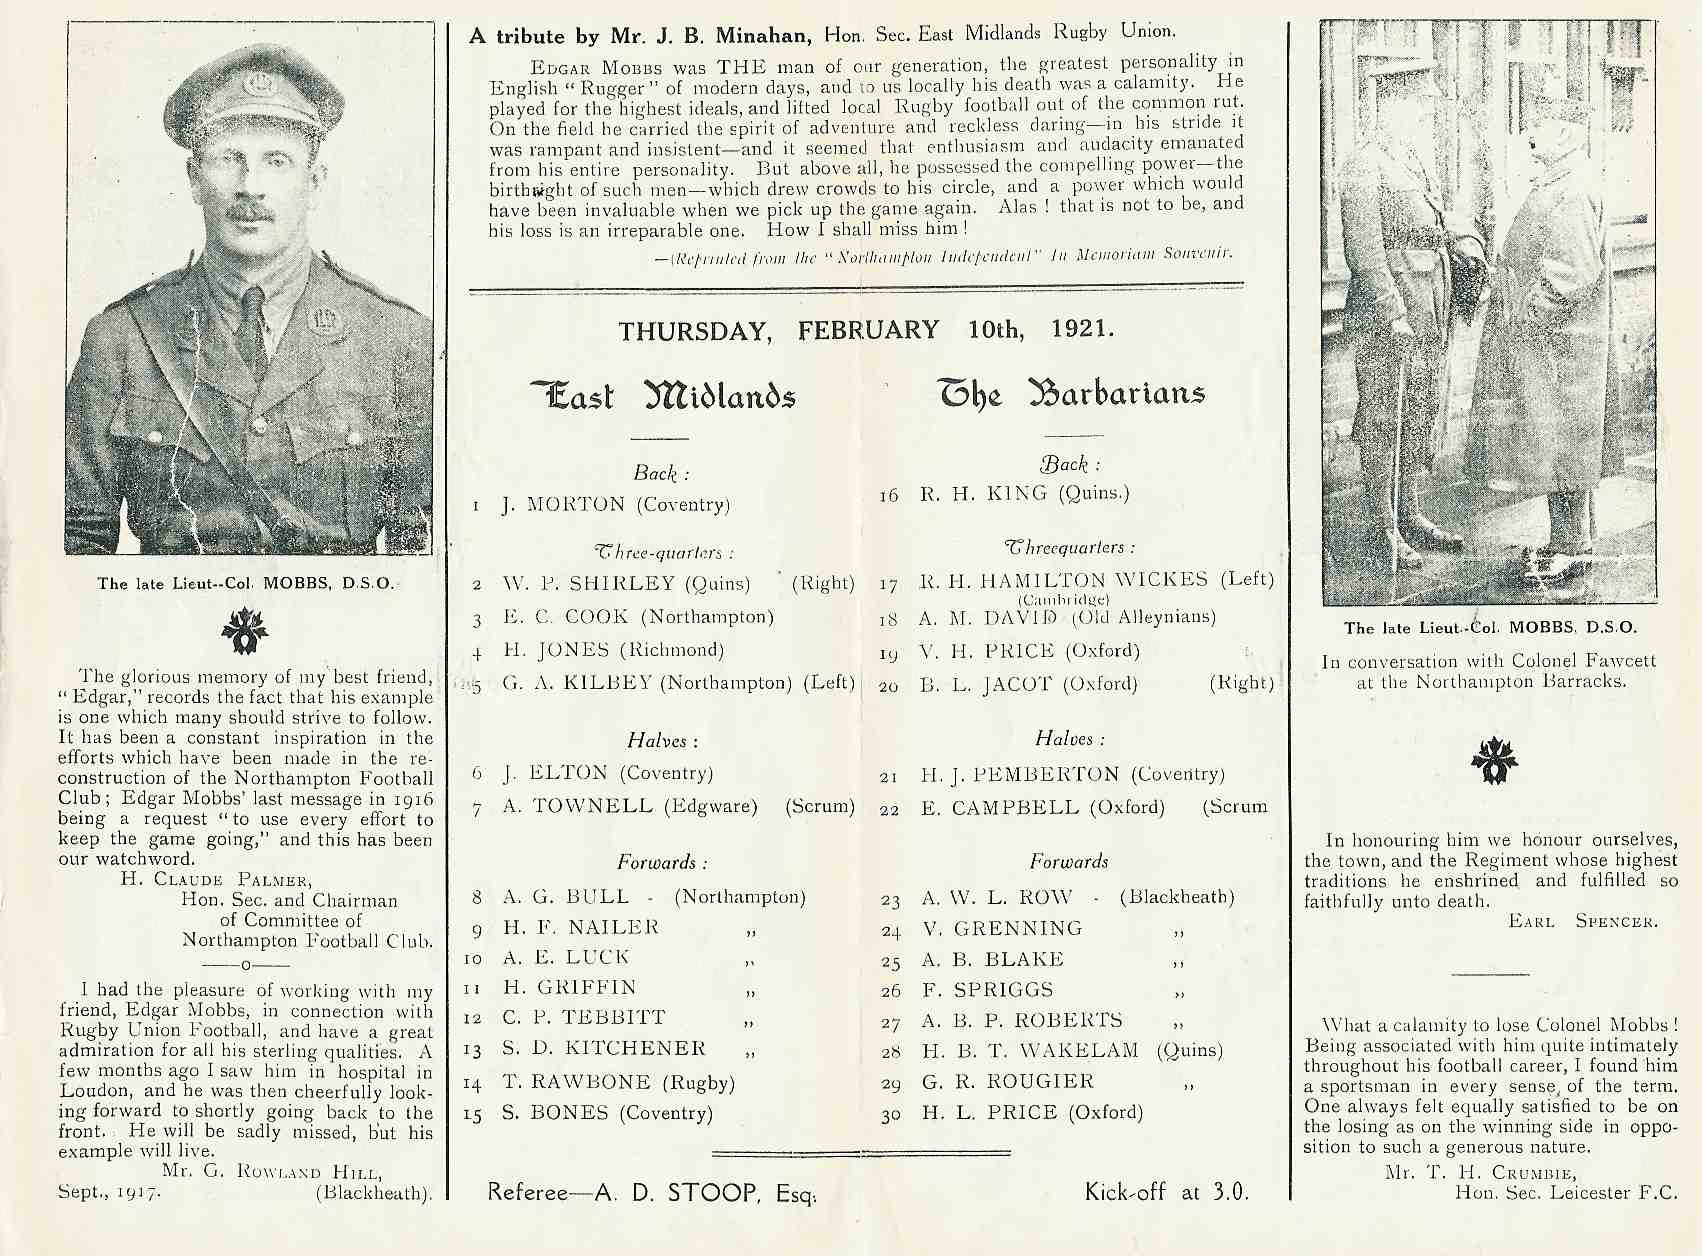 The late Lieut--Col. MOBBS, D.S.O.
The glorious memory of my best friend,
" Edgar," records the fact that his example
is one which many should strive to follow.
It has been a constant inspiration in the
efforts which have been made in the re-
construction of the Northampton Football
Club ; Edgar Mobbs' last message in 1916
being a request " to use every effort to
keep the game going," and this has been
our watchword.
H. CLAUDE PALMER,
Hon. Sec. and Chairman
of Committee of
Northampton Football Club.
——o——
I had the pleasure of working with my
friend, Edgar Mobbs, in connection with
Rugby Union Football, and have a great
admiration for all his sterling qualities. A
few months ago I saw him in hospital in
London, and he was then cheerfully look-
ing forward to shortly going back to the
front. He will be sadly missed, but his
example will live.
Mr. G. ROWLAND HILL,
Sept., 1917. (Blackheath).
A tribute by Mr. J. B. Minahan, Hon. Sec. East Midlands Rugby Union.
EDGAR MOBBS was THE man of our generation, the greatest personality in
English " Rugger " of modern days, and to us locally his death was a calamity. He
played for the highest ideals, and lifted local Rugby football out of the common rut.
On the field he carried the spirit of adventure and reckless daring—in his stride it
was rampant and insistent—and it seemed that enthusiasm and audacity emanated
from his entire personality. But above all, he possessed the compelling power—the
birthright of such men—which drew crowds to his circle, and a power which would
have been invaluable when we pick up the game again. Alas ! that is not to be, and
his loss is an irreparable one. How I shall miss him !
—(Reprinted from the " Northampton Independent" In Memoriam Souvenir.
THURSDAY, FEBRUARY 10th, 1921.
East Midlands
Back :
1 J. MORTON (Coventry)
Three-quarters :
2 W. P. SHIRLEY (Quins) (Right)
3 E. C. COOK (Northampton)
4 H. JONES (Richmond)
5 G. A. KILBEY (Northampton) (Left)
Halves :
6 J. ELTON (Coventry)
7 A. TOWNELL (Edgware) (Scrum)
Forwards :
8 A. G. BULL - (Northampton)
9 H. F. NAILER ,,
10 A. E. LUCK ,,
11 H. GRIFFIN ,,
12 C. P. TEBBITT ,,
13 S. D. KITCHENER ,,
14 T. RAWBONE (Rugby)
15 S. BONES (Coventry)
The Barbarians
Back :
16 R. H. KING (Quins.)
Threequarters :
17 R. H. HAMILTON WICKES (Left)
(Cambridge)
18 A. M. DAVID (Old Alleynians)
19 V. H. PRICE (Oxford)
20 B. L. JACOT (Oxford) (Right)
Halves :
21 H. J. PEMBERTON (Coventry)
22 E. CAMPBELL (Oxford) (Scrum
Forwards
23 A. W. L. ROW - (Blackheath)
24 V. GRENNING ,,
25 A. B. BLAKE ,,
26 F. SPRIGGS ,,
27 A. B. P. ROBERTS ,,
28 H. B. T. WAKELAM (Quins)
29 G. R. ROUGIER ,,
30 H. L. PRICE (Oxford)
Referee—A. D. STOOP, Esq.
Kick-off at 3.0.
The late Lieut.-Col. MOBBS, D.S.O.
In conversation with Colonel Fawcett
at the Northampton Barracks.
In honouring him we honour ourselves,
the town, and the Regiment whose highest
traditions he enshrined and fulfilled so
faithfully unto death.
EARL SPENCER.
What a calamity to lose Colonel Mobbs !
Being associated with him quite intimately
throughout his football career, I found him
a sportsman in every sense of the term.
One always felt equally satisfied to be on
the losing as on the winning side in oppo-
sition to such a generous nature.
Mr. T. H. CRUMBIE,
Hon. Sec. Leicester F.C.